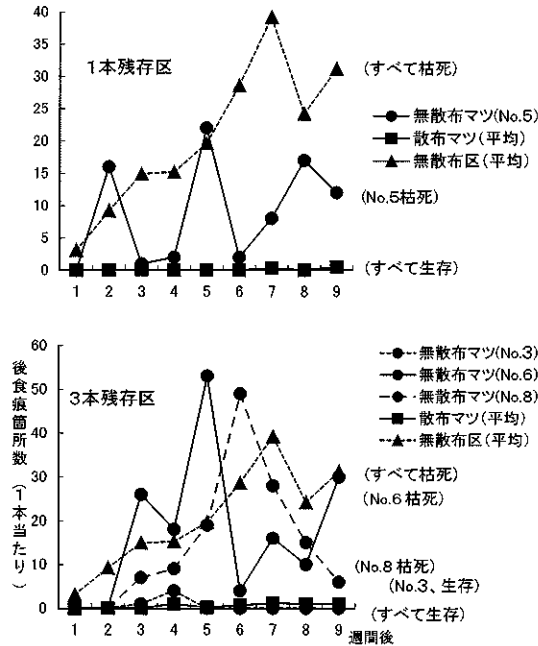 40
35
30
25
20
15
10
5
0
1本残存区
(すべて枯死)
無散布マツ(No.5)
散布マツ(平均)
無散布区(平均)
(No.5枯死)
(すべて生存)
1 2 3 4 5 6 7 8 9
後食痕箇所数(1本当たり)
60
50
40
30
20
10
0
3本残存区
無散布マツ(No.3)
無散布マツ(No.6)
無散布マツ(No.8)
散布マツ(平均)
無散布区(平均)
(すべて枯死)
(No.6枯死)
(No.8枯死)
(No.3、生存)
(すべて生存)
1 2 3 4 5 6 7 8 9 週間後